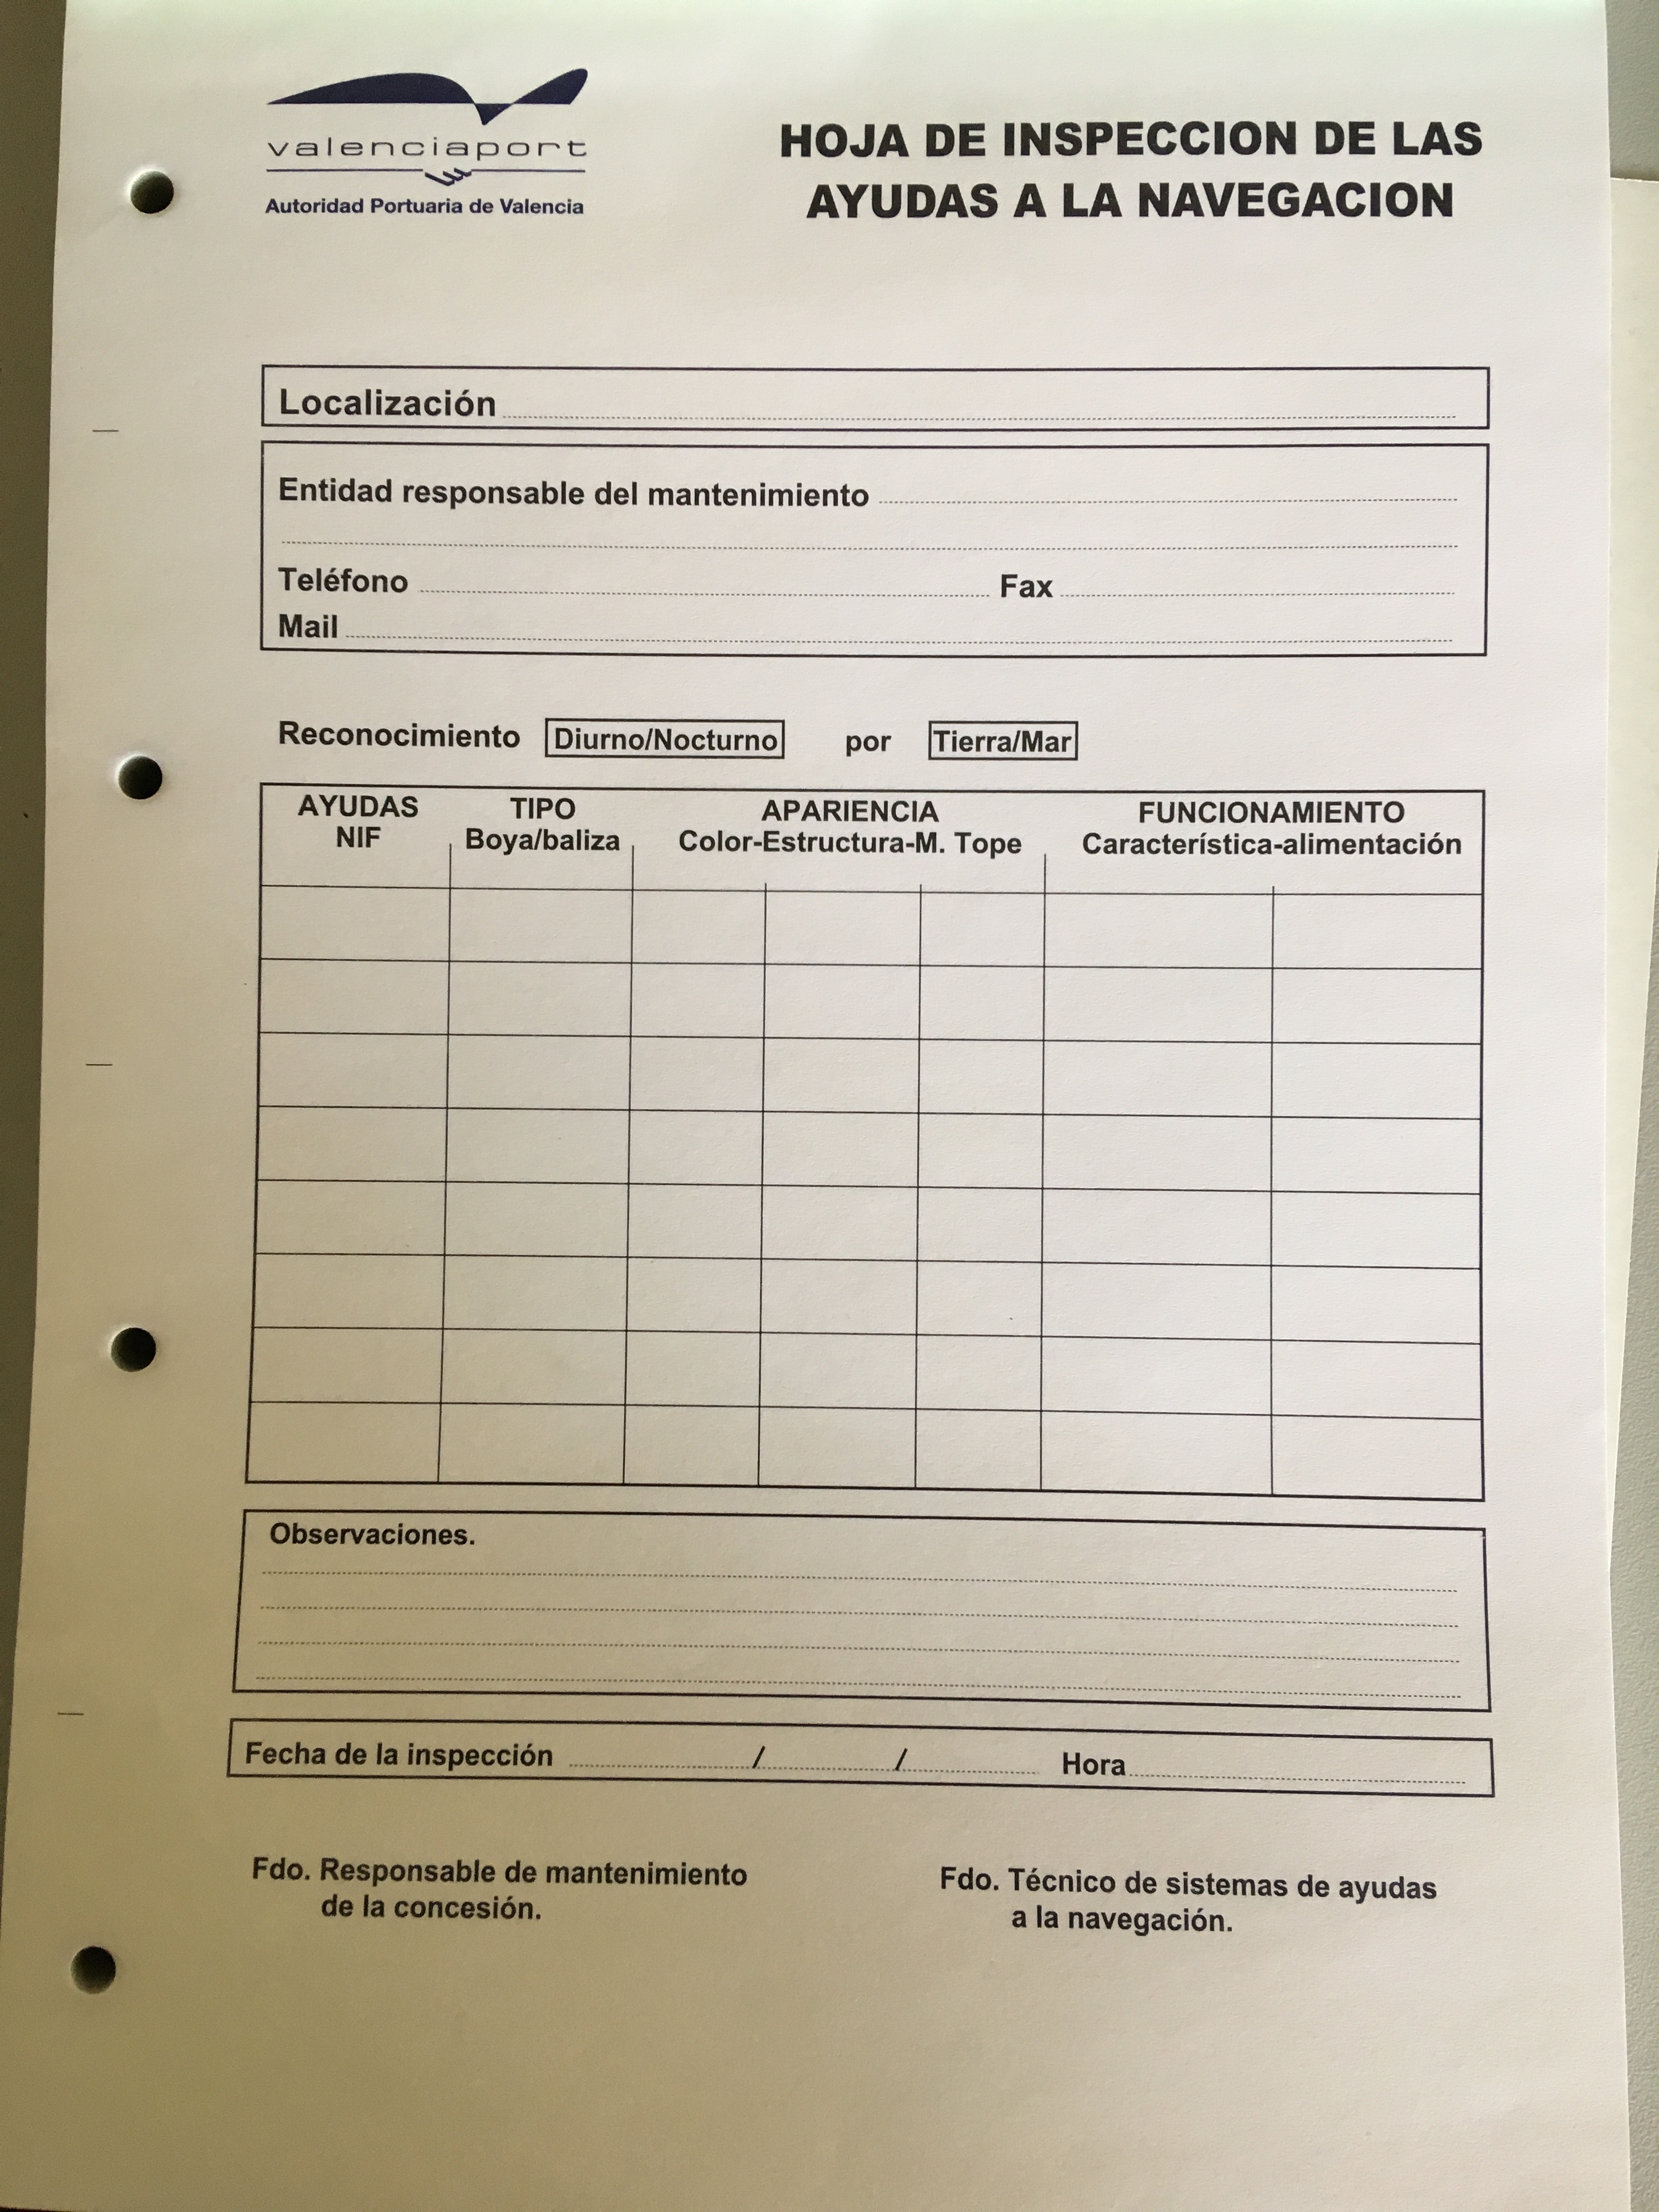 valenciaport
Autoridad Portuaria de Valencia
HOJA DE INSPECCION DE LAS
AYUDAS A LA NAVEGACION
Localización
Entidad responsable del mantenimiento
Teléfono Fax
Mail
Reconocimiento Diurno/Nocturno por Tierra/Mar
AYUDAS TIPO APARIENCIA FUNCIONAMIENTO
NIF Boya/baliza Color-Estructura-M. Tope Característica-alimentación
Observaciones.
Fecha de la inspección / / Hora
Fdo. Responsable de mantenimiento
de la concesión.
Fdo. Técnico de sistemas de ayudas
a la navegación.